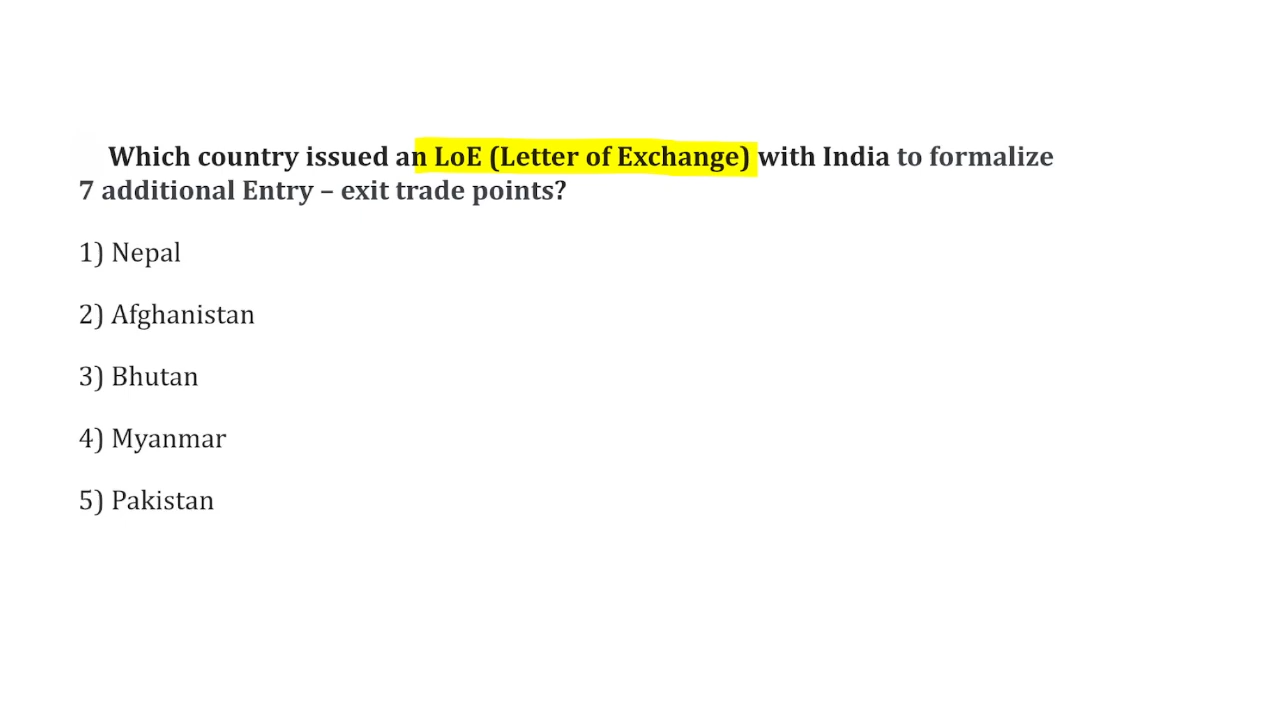 Which country issued an LoE (Letter of Exchange) with India to formalize
7 additional Entry – exit trade points?
1) Nepal
2) Afghanistan
3) Bhutan
4) Myanmar
5) Pakistan